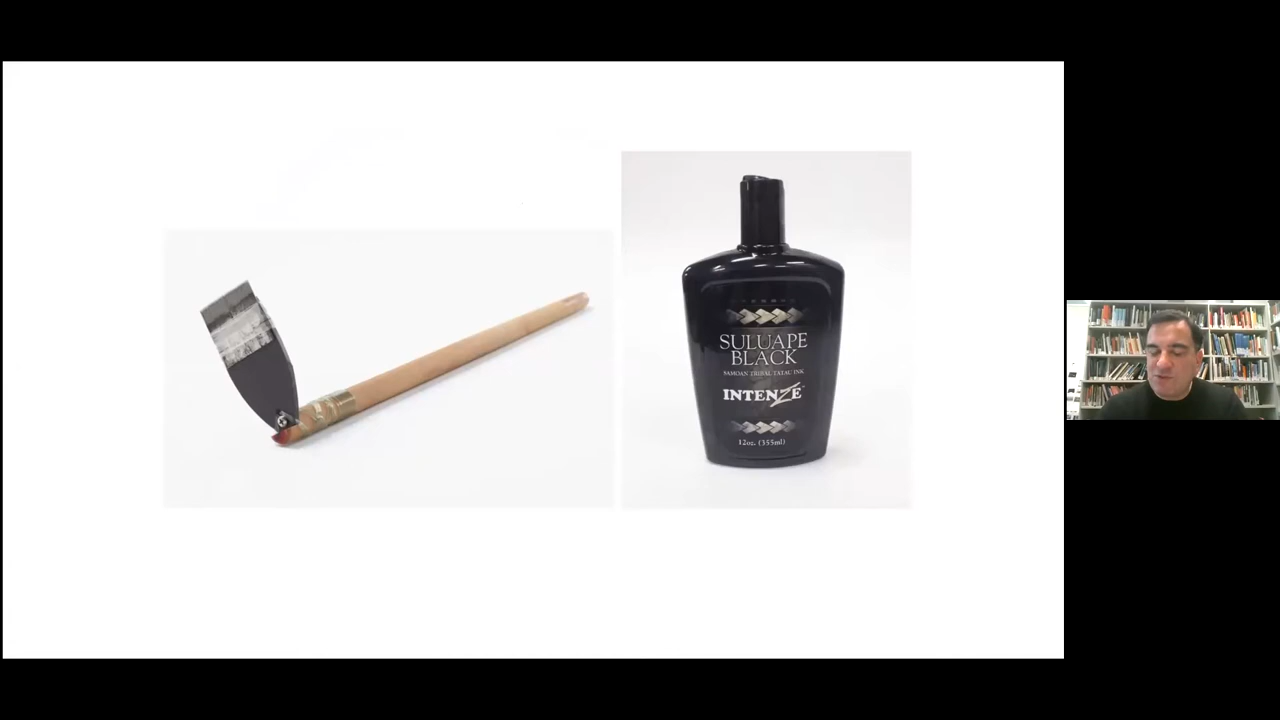 SULUAPE
BLACK
SAMOAN TRIBAL TATAU INK
INTENZE
12oz. (355ml)